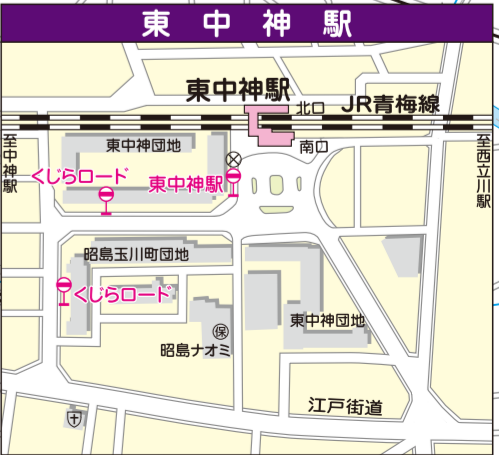 東中神駅
東中神駅
北口
JR青梅線
南口
至中神駅
至西立川駅
東中神団地
くじらロード
東中神駅
昭島玉川町団地
くじらロード
東中神団地
保
昭島ナオミ
江戸街道